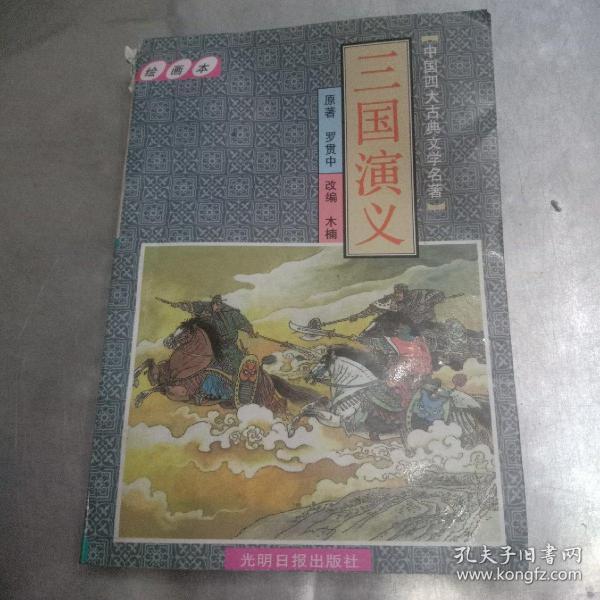 绘画本
【中国四大古典文学名著】
三国演义
原著 罗贯中
改编 木楠
光明日报出版社
孔夫子旧书网
www.kongfz.com